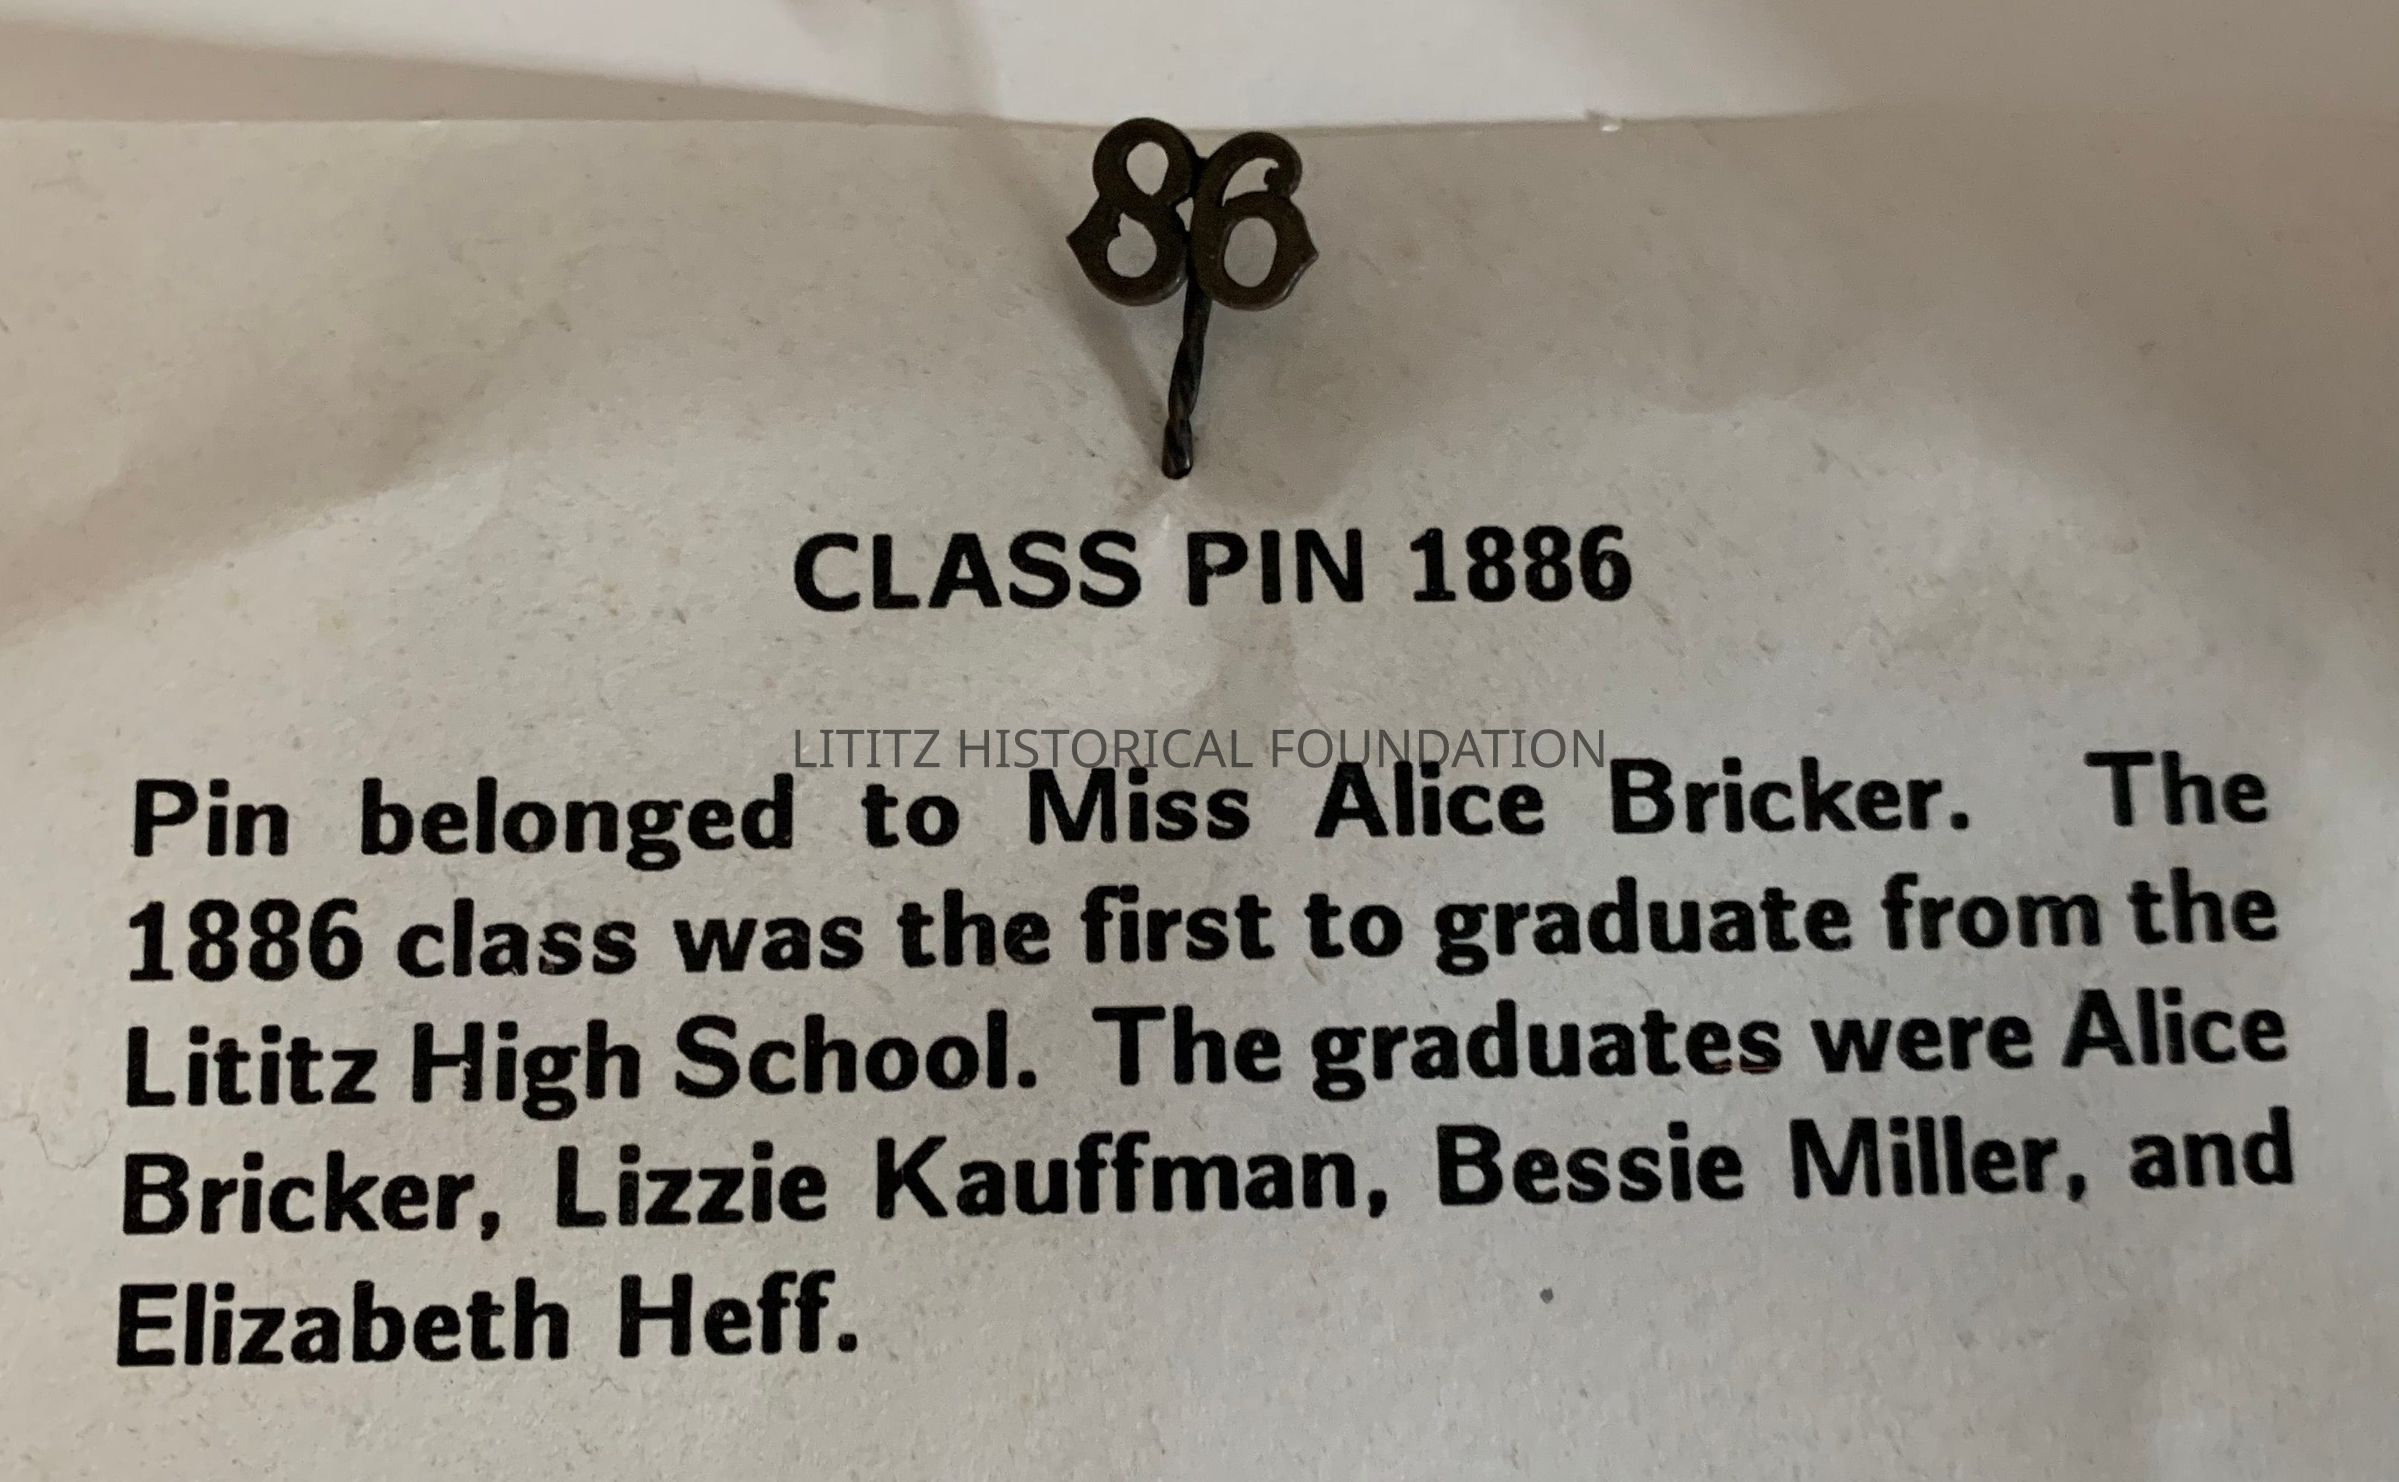 86
CLASS PIN 1886
LITITZ HISTORICAL FOUNDATION
Pin belonged to Miss Alice Bricker. The
1886 class was the first to graduate from the
Lititz High School. The graduates were Alice
Bricker, Lizzie Kauffman, Bessie Miller, and
Elizabeth Heff.